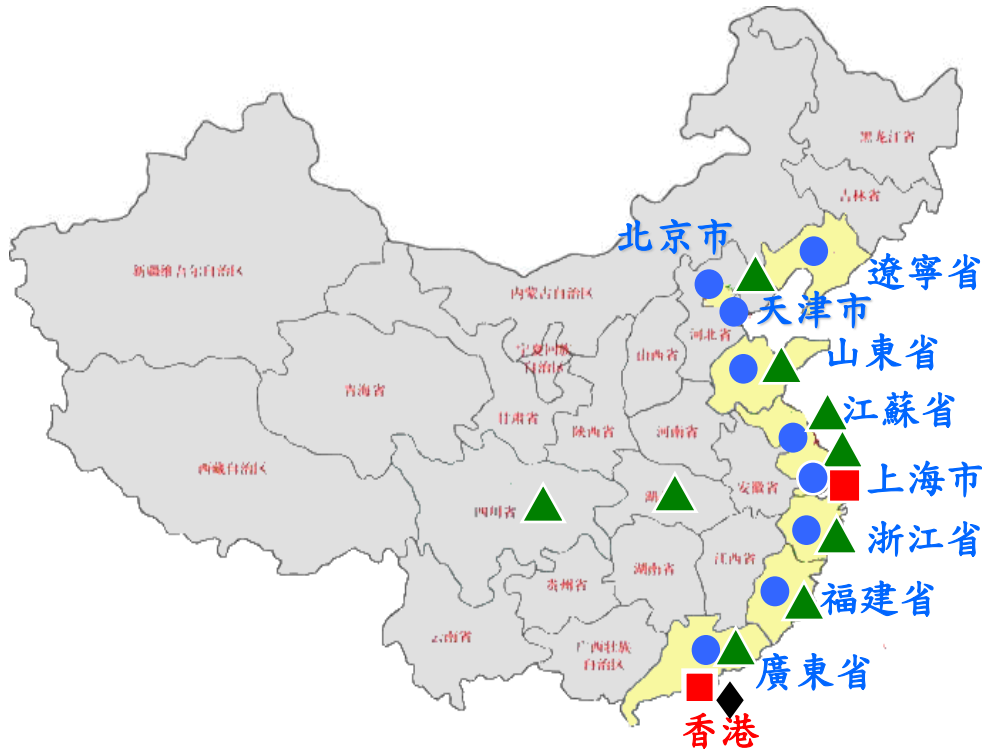 黑龙江省
吉林省
北京市
新疆维吾尔自治区
遼寧省
内蒙古自治区
天津市
河北省
宁夏回族
自治区
山西省
山東省
青海省
甘肃省
陕西省
河南省
江蘇省
西藏自治区
上海市
安徽省
湖
四川省
浙江省
江西省
湖南省
贵州省
福建省
云南省
广西壮族
自治区
廣東省
香港